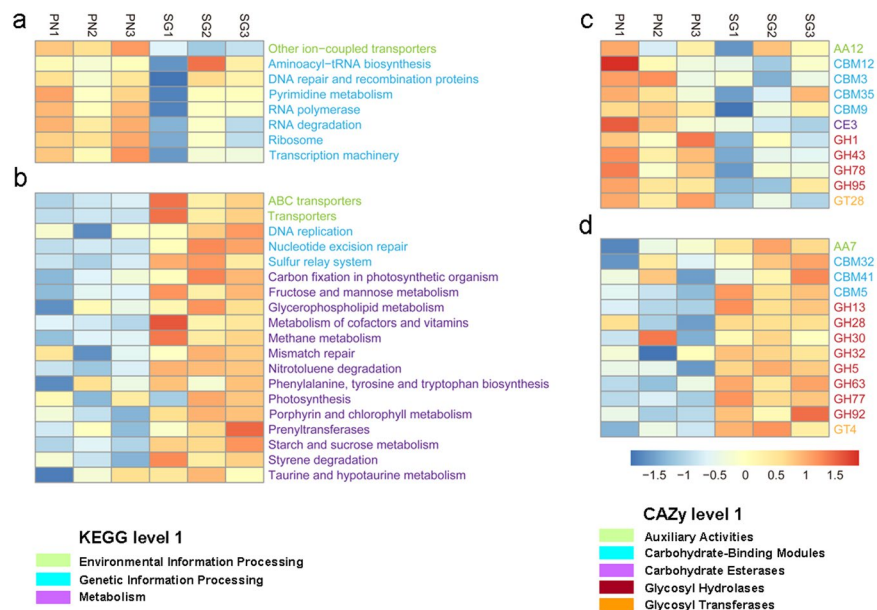 a
PN1 PN2 PN3 SG1 SG2 SG3
Other ion-coupled transporters
Aminoacyl-tRNA biosynthesis
DNA repair and recombination proteins
Pyrimidine metabolism
RNA polymerase
RNA degradation
Ribosome
Transcription machinery
b
ABC transporters
Transporters
DNA replication
Nucleotide excision repair
Sulfur relay system
Carbon fixation in photosynthetic organism
Fructose and mannose metabolism
Glycerophospholipid metabolism
Metabolism of cofactors and vitamins
Methane metabolism
Mismatch repair
Nitrotoluene degradation
Phenylalanine, tyrosine and tryptophan biosynthesis
Photosynthesis
Porphyrin and chlorophyll metabolism
Prenyltransferases
Starch and sucrose metabolism
Styrene degradation
Taurine and hypotaurine metabolism
KEGG level 1
Environmental Information Processing
Genetic Information Processing
Metabolism
c
PN1 PN2 PN3 SG1 SG2 SG3
AA12
CBM12
CBM3
CBM35
CBM9
CE3
GH1
GH43
GH78
GH95
GT28
d
AA7
CBM32
CBM41
CBM5
GH13
GH28
GH30
GH32
GH5
GH63
GH77
GH92
GT4
−1.5 −1 −0.5 0 0.5 1 1.5
CAZy level 1
Auxiliary Activities
Carbohydrate-Binding Modules
Carbohydrate Esterases
Glycosyl Hydrolases
Glycosyl Transferases